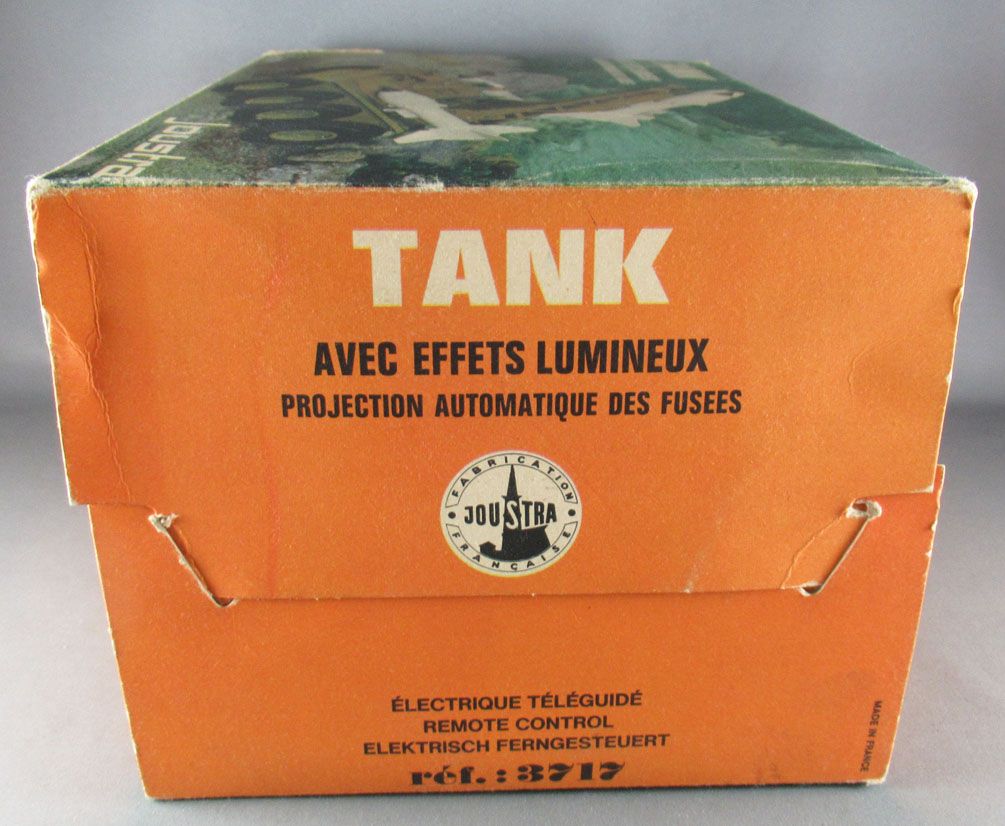 Joustra
TANK
AVEC EFFETS LUMINEUX
PROJECTION AUTOMATIQUE DES FUSEES
FABRICATION
JOUSTRA
FRANÇAISE
ÉLECTRIQUE TÉLÉGUIDÉ
REMOTE CONTROL
ELEKTRISCH FERNGESTEUERT
réf.: 3717
MADE IN FRANCE